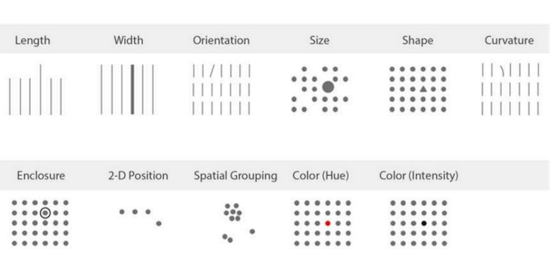 Length Width Orientation Size Shape Curvature
Enclosure 2-D Position Spatial Grouping Color (Hue) Color (Intensity)